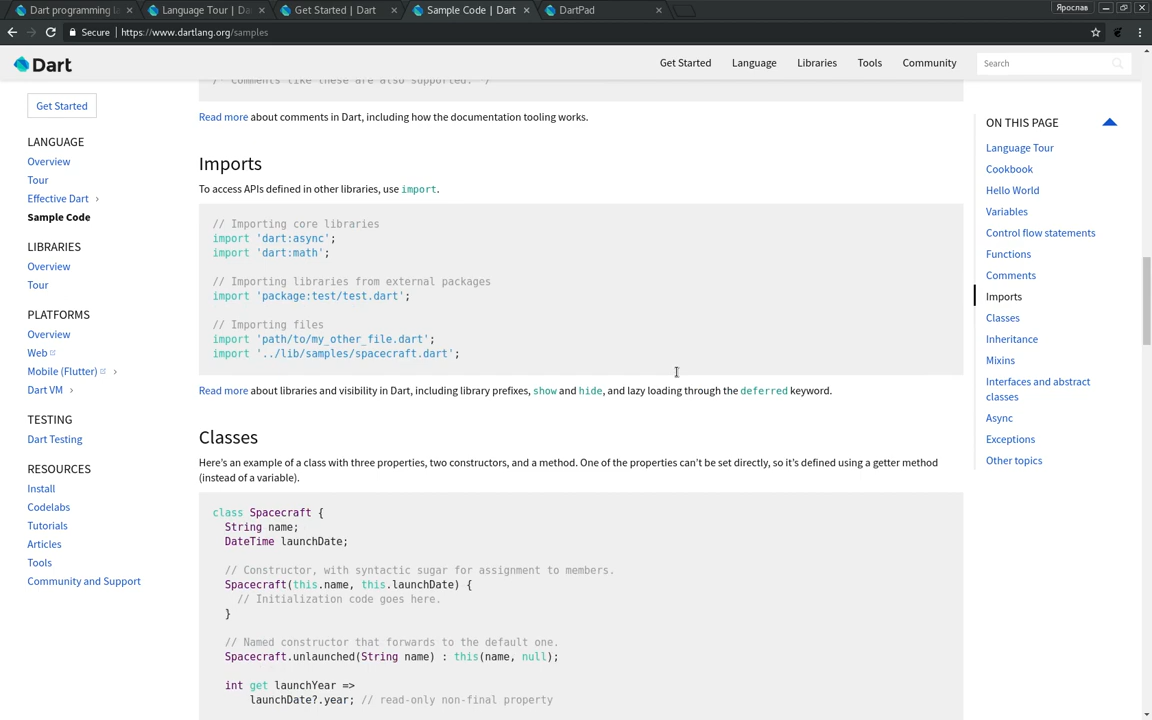 Dart programming la
Language Tour | Da
Get Started | Dart
Sample Code | Dart
DartPad
Ярослав
Secure
https://www.dartlang.org/samples
Dart
Get Started
Language
Libraries
Tools
Community
Search
Get Started
LANGUAGE
Overview
Tour
Effective Dart
Sample Code
LIBRARIES
Overview
Tour
PLATFORMS
Overview
Web
Mobile (Flutter)
Dart VM
TESTING
Dart Testing
RESOURCES
Install
Codelabs
Tutorials
Articles
Tools
Community and Support
Comments like these are also supported. */
Read more about comments in Dart, including how the documentation tooling works.
Imports
To access APIs defined in other libraries, use import.
// Importing core libraries
import 'dart:async';
import 'dart:math';
// Importing libraries from external packages
import 'package:test/test.dart';
// Importing files
import 'path/to/my_other_file.dart';
import '../lib/samples/spacecraft.dart';
Read more about libraries and visibility in Dart, including library prefixes, show and hide, and lazy loading through the deferred keyword.
Classes
Here's an example of a class with three properties, two constructors, and a method. One of the properties can't be set directly, so it's defined using a getter method
(instead of a variable).
class Spacecraft {
String name;
DateTime launchDate;
// Constructor, with syntactic sugar for assignment to members.
Spacecraft(this.name, this.launchDate) {
// Initialization code goes here.
}
// Named constructor that forwards to the default one.
Spacecraft.unlaunched(String name) : this(name, null);
int get launchYear =>
launchDate?.year; // read-only non-final property
ON THIS PAGE
Language Tour
Cookbook
Hello World
Variables
Control flow statements
Functions
Comments
Imports
Classes
Inheritance
Mixins
Interfaces and abstract
classes
Async
Exceptions
Other topics